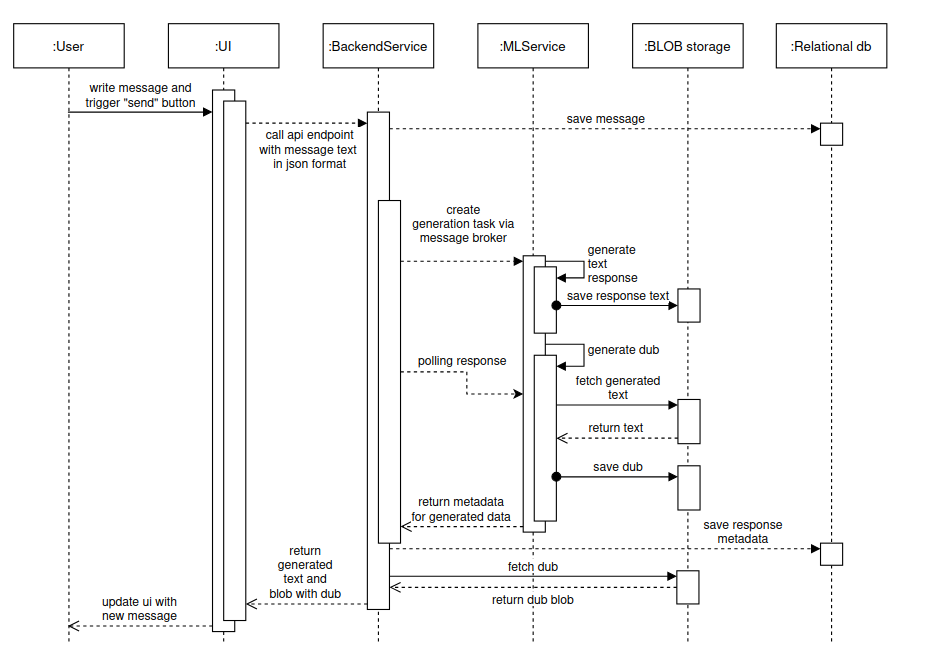 :User
:UI
:BackendService
:MLService
:BLOB storage
:Relational db
write message and
trigger "send" button
call api endpoint
with message text
in json format
save message
create
generation task via
message broker
generate
text
response
save response text
generate dub
polling response
fetch generated
text
return text
save dub
return metadata
for generated data
save response
metadata
return
generated
text and
blob with dub
fetch dub
return dub blob
update ui with
new message